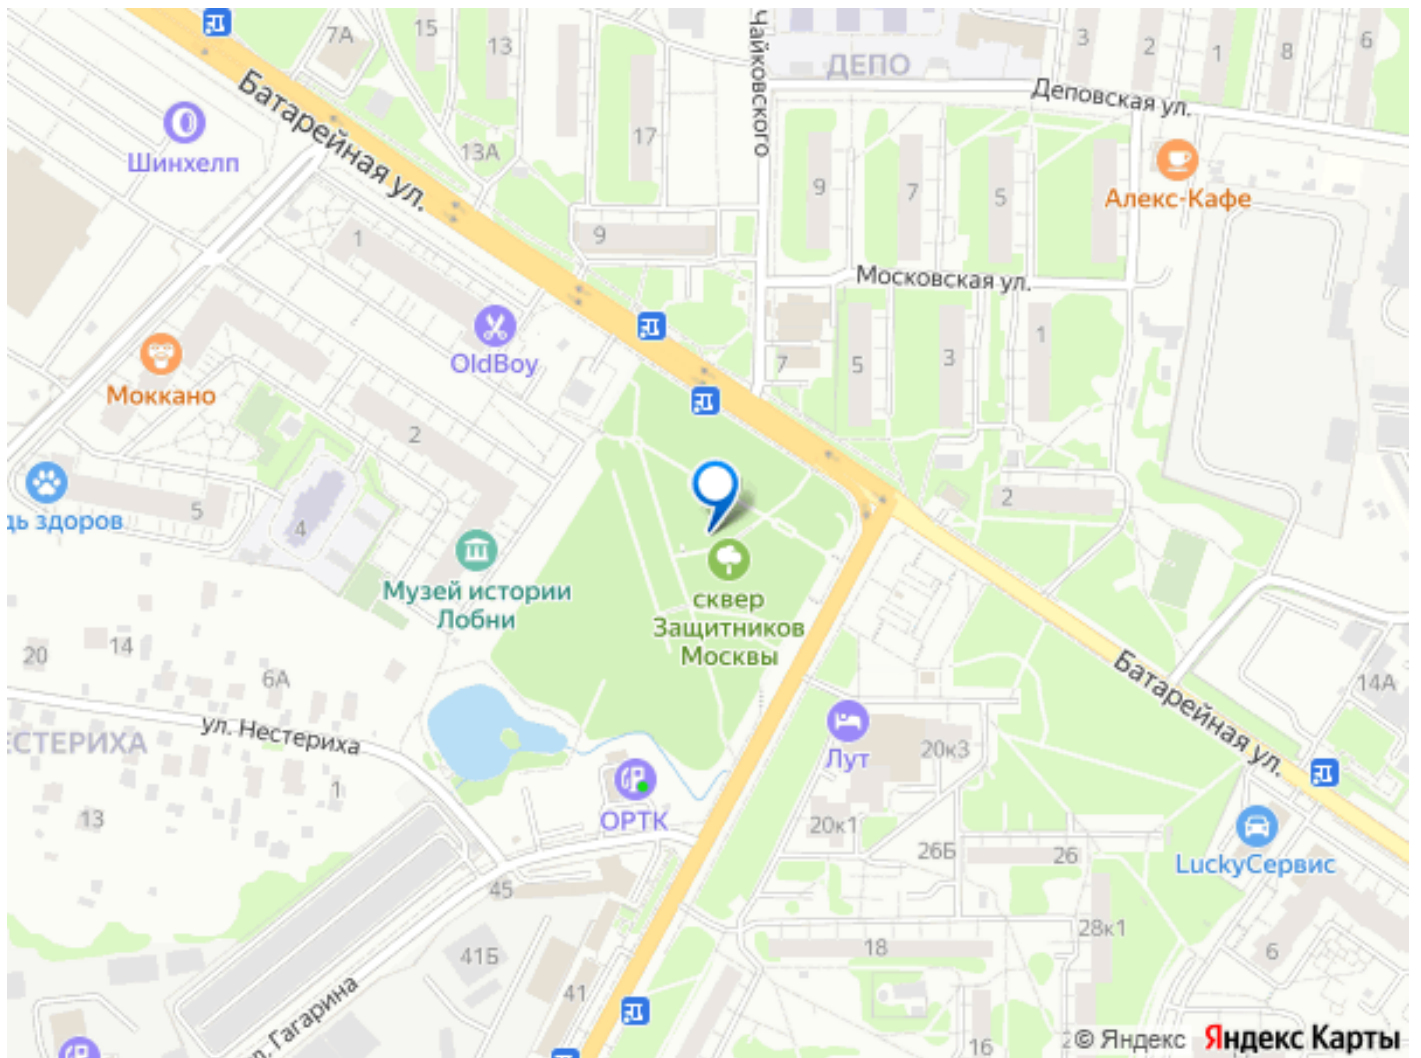 7А
15
13
Чайковского
ДЕПО
3
2
1
8
6
Батарейная ул.
Деповская ул.
Шинхелп
13А
17
9
7
5
Алекс-Кафе
1
9
Московская ул.
OldBoy
7
5
3
1
Моккано
2
2
дь здоров
5
4
Музей истории
Лобни
сквер
Защитников
Москвы
20
14
6А
Батарейная ул.
14А
ЕСТЕРИХА
ул. Нестериха
Лут
20к3
1
13
ОРТК
20к1
26Б
26
LuckyСервис
45
28к1
18
6
41Б
41
л. Гагарина
16
2
© Яндекс
Яндекс Карты